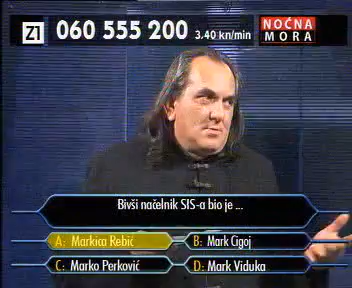 Z1 060 555 200 3.40 kn/min NOĆNA
MORA
Bivši načelnik SIS-a bio je ...
A: Markica Rebić B: Mark Cigoj
C: Marko Perković D: Mark Viduka